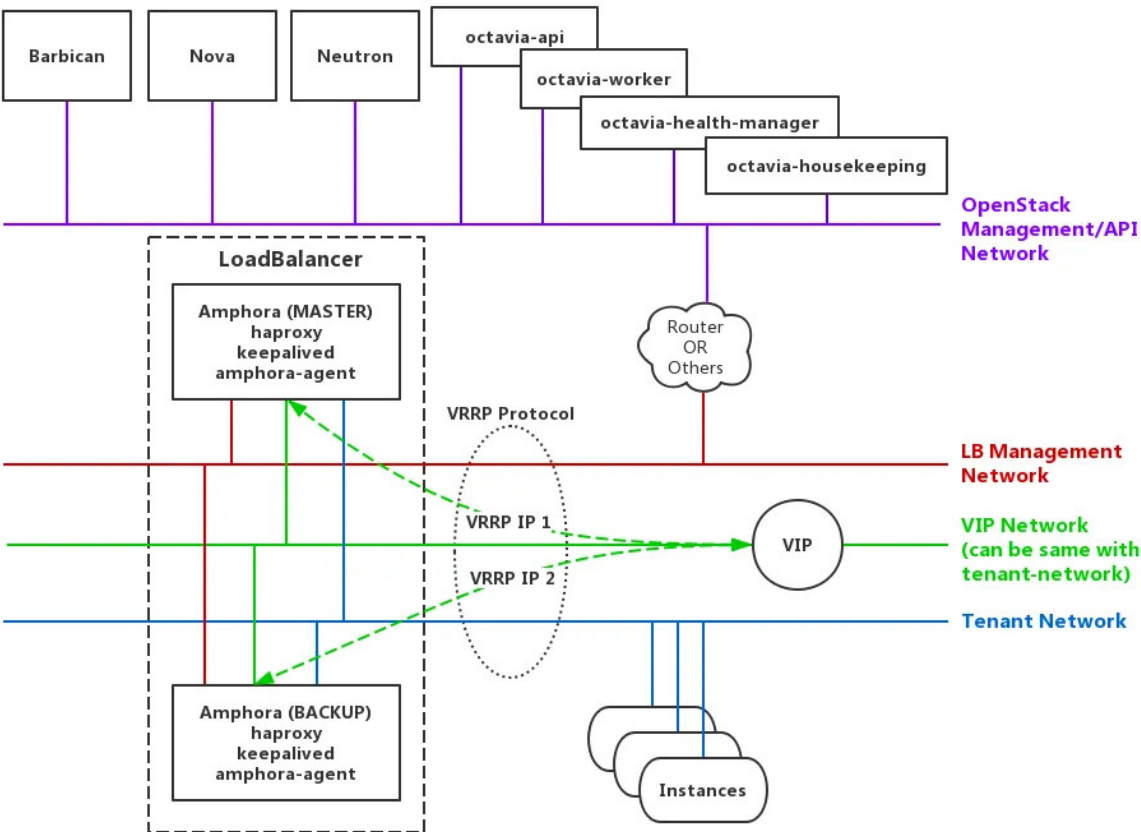 Barbican
Nova
Neutron
octavia-api
octavia-worker
octavia-health-manager
octavia-housekeeping
OpenStack
Management/API
Network
LoadBalancer
Amphora (MASTER)
haproxy
keepalived
amphora-agent
Router
OR
Others
VRRP Protocol
LB Management
Network
VRRP IP 1
VIP
VIP Network
(can be same with
tenant-network)
VRRP IP 2
Tenant Network
Amphora (BACKUP)
haproxy
keepalived
amphora-agent
Instances